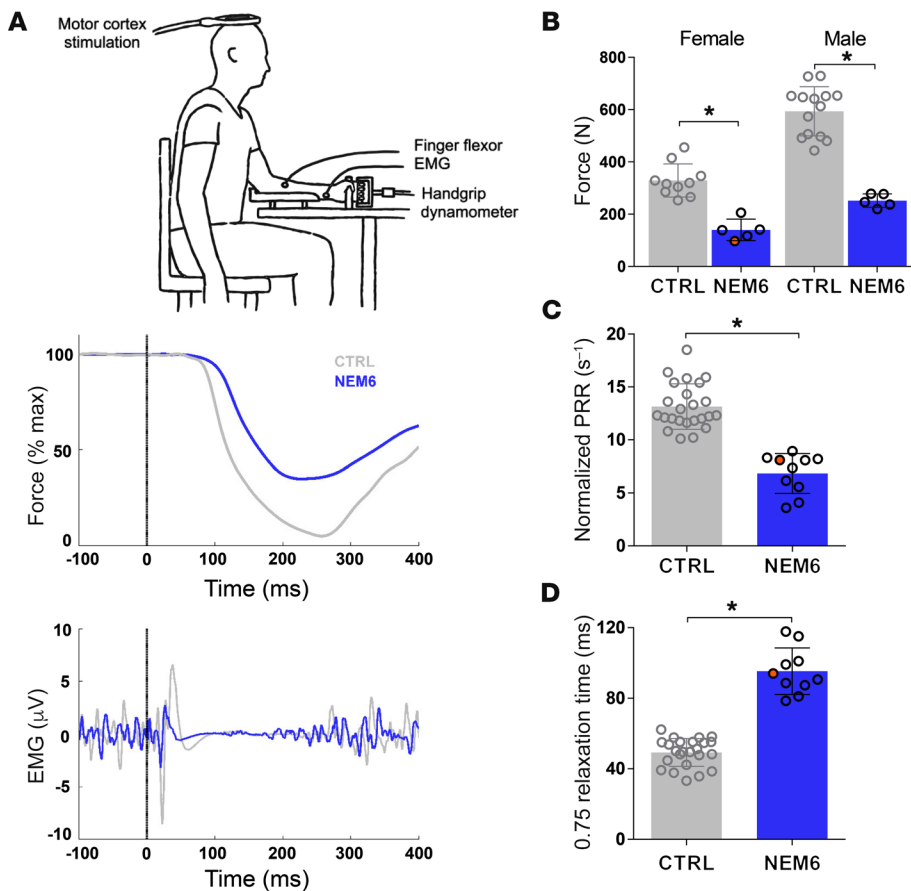 A
Motor cortex
stimulation
Finger flexor
EMG
Handgrip
dynamometer
Force (% max)
100
50
0
CTRL
NEM6
-100 0 100 200 300 400
Time (ms)
EMG (μV)
10
5
0
-5
-10
-100 0 100 200 300 400
Time (ms)
B
Female Male
Force (N)
800
600
400
200
0
* *
CTRL NEM6 CTRL NEM6
C
Normalized PRR (s⁻¹)
20
15
10
5
0
*
CTRL NEM6
D
0.75 relaxation time (ms)
120
80
40
0
*
CTRL NEM6